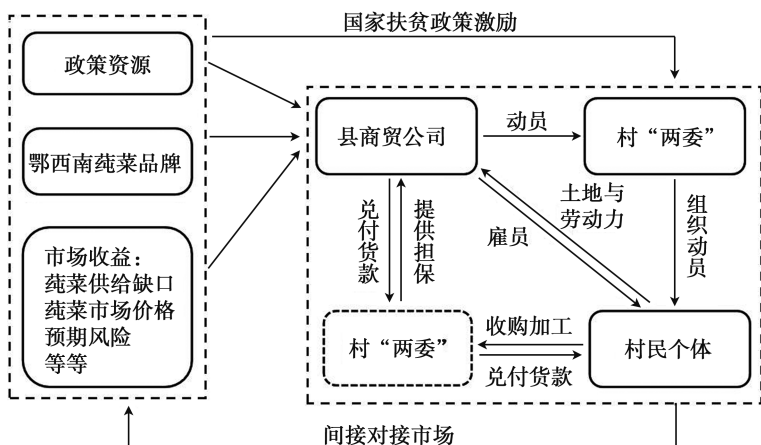 国家扶贫政策激励
政策资源
鄂西南莼菜品牌
市场收益：
莼菜供给缺口
莼菜市场价格
预期风险
等等
县商贸公司
动员
村“两委”
兑付货款
提供担保
雇员
土地与
劳动力
组织动员
村“两委”
收购加工
兑付货款
村民个体
间接对接市场